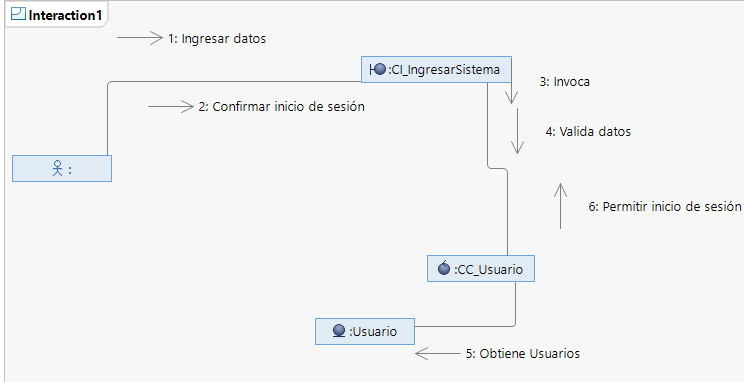 Interaction1
1: Ingresar datos
:CI_IngresarSistema
3: Invoca
2: Confirmar inicio de sesión
4: Valida datos
:
6: Permitir inicio de sesión
:CC_Usuario
:Usuario
5: Obtiene Usuarios